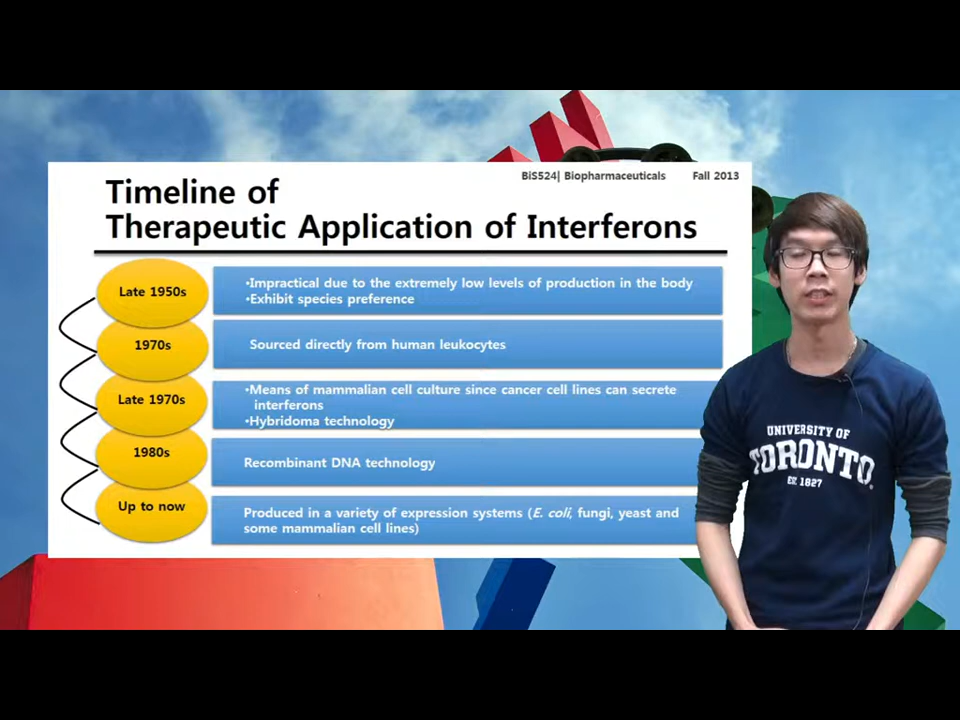 BiS524| Biopharmaceuticals Fall 2013
Timeline of
Therapeutic Application of Interferons
Late 1950s
•Impractical due to the extremely low levels of production in the body
•Exhibit species preference
1970s
Sourced directly from human leukocytes
Late 1970s
•Means of mammalian cell culture since cancer cell lines can secrete
interferons
•Hybridoma technology
1980s
Recombinant DNA technology
Up to now
Produced in a variety of expression systems (E. coli, fungi, yeast and
some mammalian cell lines)
UNIVERSITY OF
TORONTO
EST. 1827